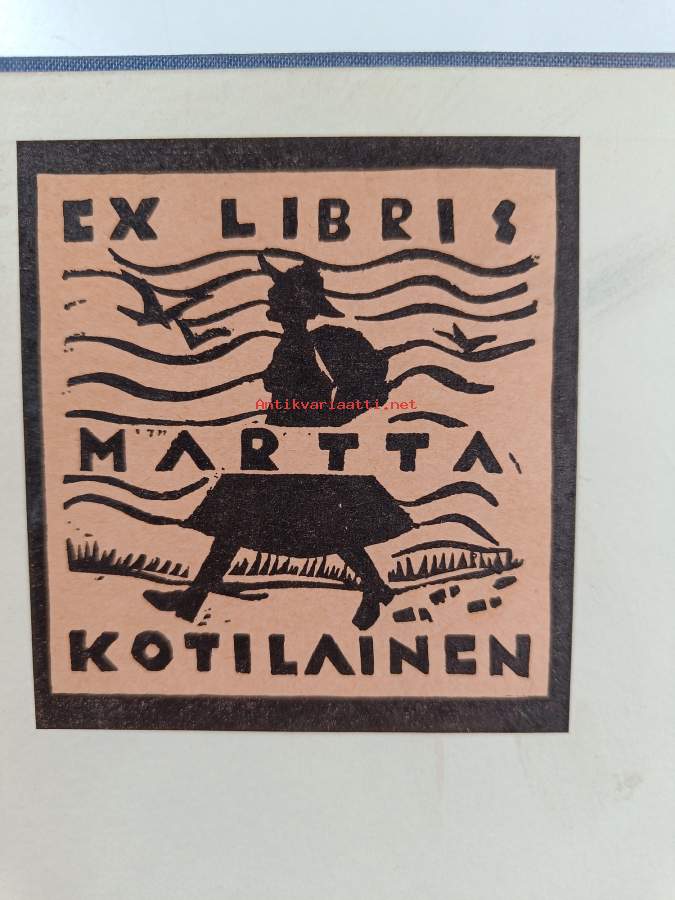 EX LIBRIS
Antikvariaatti.net
MARTTA
KOTILAINEN